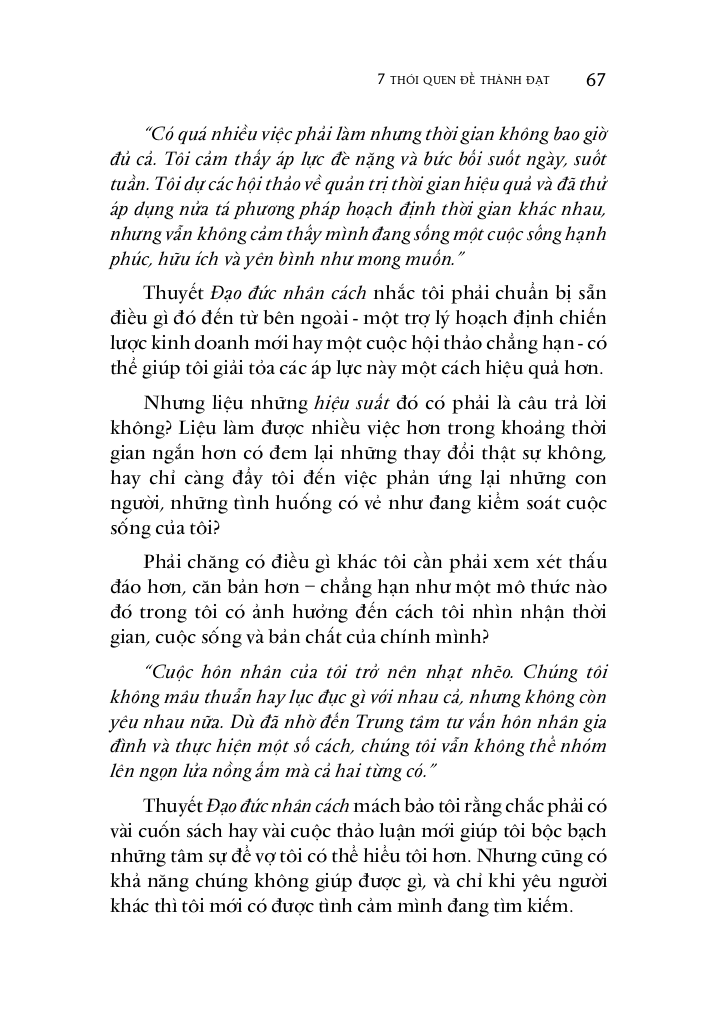 7 THÓI QUEN ĐỂ THÀNH ĐẠT 67
“Có quá nhiều việc phải làm nhưng thời gian không bao giờ
đủ cả. Tôi cảm thấy áp lực đè nặng và bức bối suốt ngày, suốt
tuần. Tôi dự các hội thảo về quản trị thời gian hiệu quả và đã thử
áp dụng nửa tá phương pháp hoạch định thời gian khác nhau,
nhưng vẫn không cảm thấy mình đang sống một cuộc sống hạnh
phúc, hữu ích và yên bình như mong muốn.”
Thuyết Đạo đức nhân cách nhắc tôi phải chuẩn bị sẵn
điều gì đó đến từ bên ngoài - một trợ lý hoạch định chiến
lược kinh doanh mới hay một cuộc hội thảo chẳng hạn - có
thể giúp tôi giải tỏa các áp lực này một cách hiệu quả hơn.
Nhưng liệu những hiệu suất đó có phải là câu trả lời
không? Liệu làm được nhiều việc hơn trong khoảng thời
gian ngắn hơn có đem lại những thay đổi thật sự không,
hay chỉ càng đẩy tôi đến việc phản ứng lại những con
người, những tình huống có vẻ như đang kiểm soát cuộc
sống của tôi?
Phải chăng có điều gì khác tôi cần phải xem xét thấu
đáo hơn, căn bản hơn – chẳng hạn như một mô thức nào
đó trong tôi có ảnh hưởng đến cách tôi nhìn nhận thời
gian, cuộc sống và bản chất của chính mình?
“Cuộc hôn nhân của tôi trở nên nhạt nhẽo. Chúng tôi
không mâu thuẫn hay lục đục gì với nhau cả, nhưng không còn
yêu nhau nữa. Dù đã nhờ đến Trung tâm tư vấn hôn nhân gia
đình và thực hiện một số cách, chúng tôi vẫn không thể nhóm
lên ngọn lửa nồng ấm mà cả hai từng có.”
Thuyết Đạo đức nhân cách mách bảo tôi rằng chắc phải có
vài cuốn sách hay vài cuộc thảo luận mới giúp tôi bộc bạch
những tâm sự để vợ tôi có thể hiểu tôi hơn. Nhưng cũng có
khả năng chúng không giúp được gì, và chỉ khi yêu người
khác thì tôi mới có được tình cảm mình đang tìm kiếm.